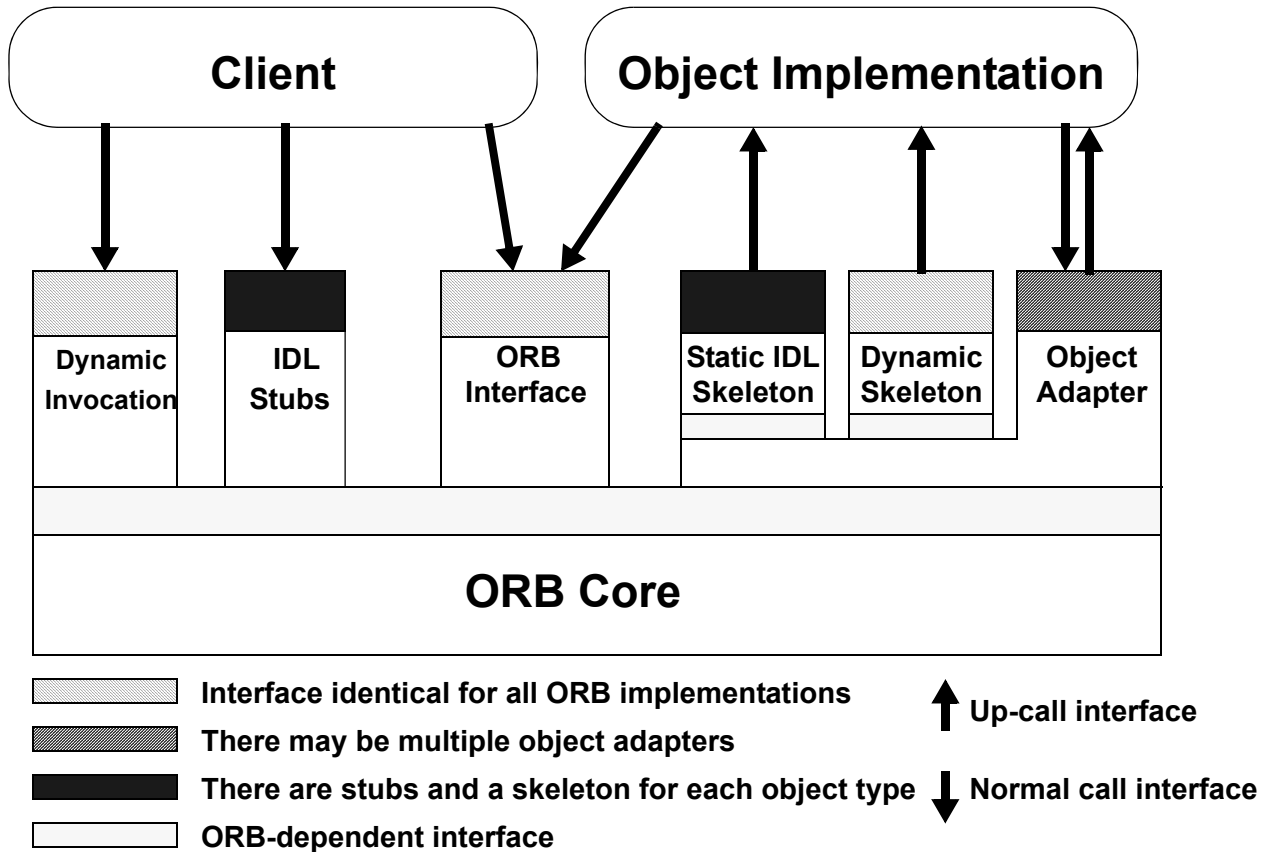 Client
Object Implementation
Dynamic
Invocation
IDL
Stubs
ORB
Interface
Static IDL
Skeleton
Dynamic
Skeleton
Object
Adapter
ORB Core
Interface identical for all ORB implementations
There may be multiple object adapters
There are stubs and a skeleton for each object type
ORB-dependent interface
Up-call interface
Normal call interface